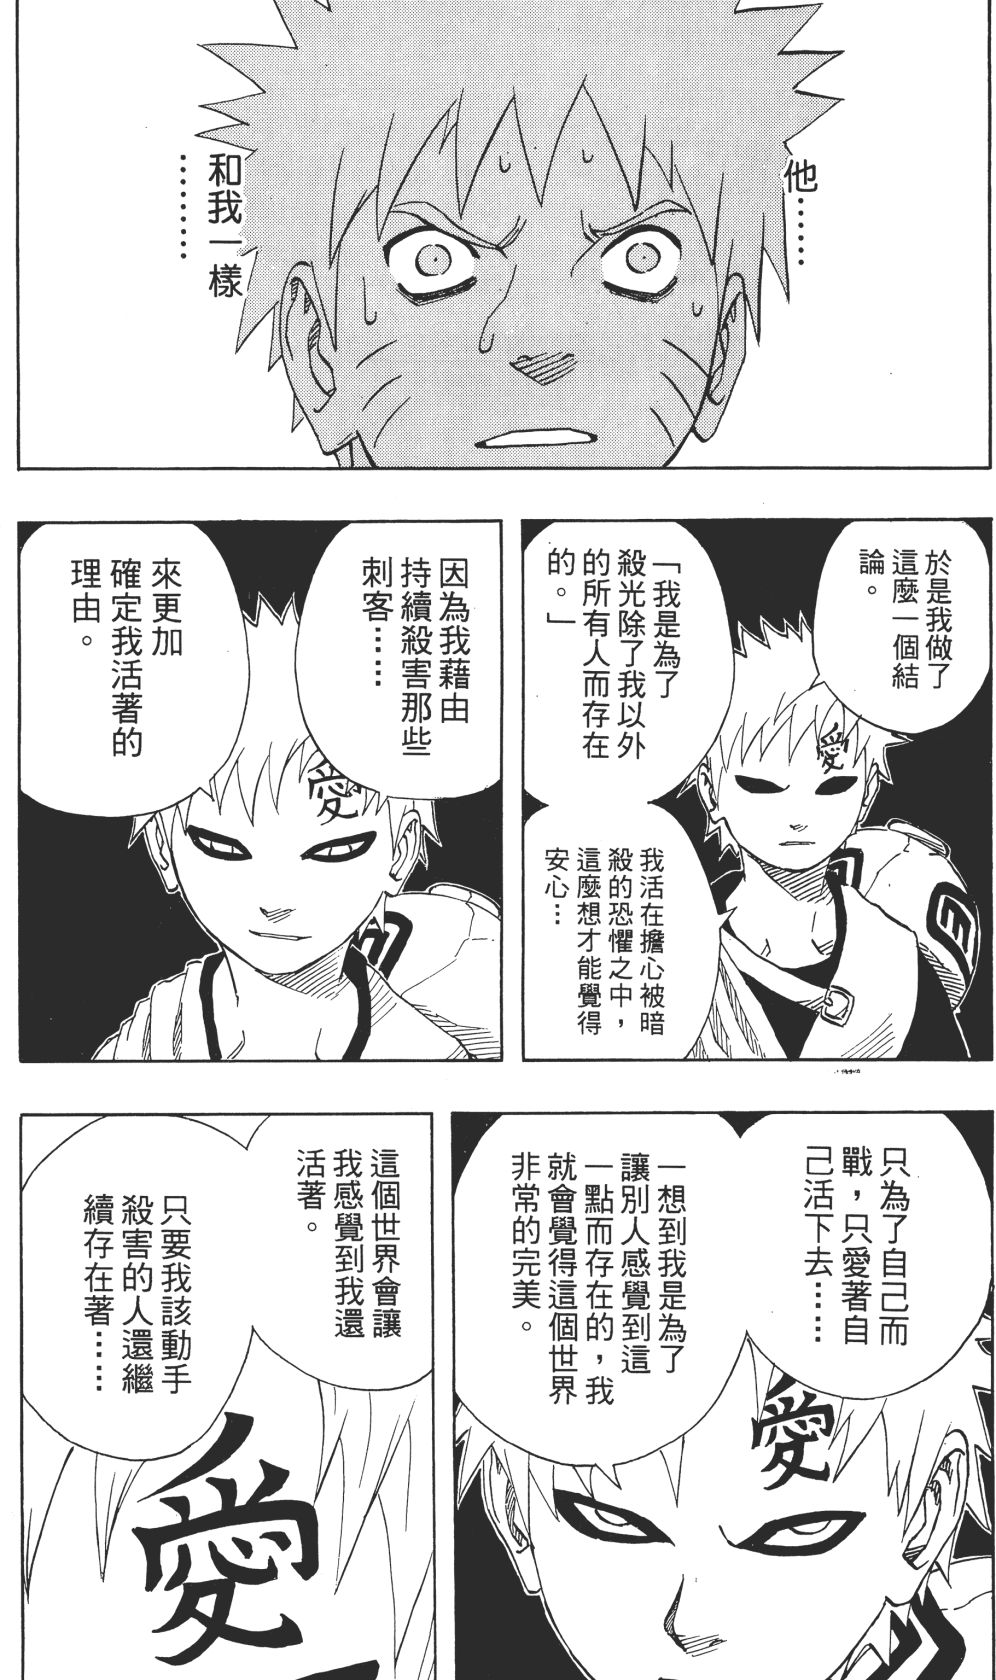 他……
和我一樣
………
於是我做了
這麼一個結
論。
「我是為了
殺光除了我以外
的所有人而存在
的。」
我活在擔心被暗
殺的恐懼之中，
這麼想才能覺得
安心…
因為我藉由
持續殺害那些
刺客……
來更加
確定我活著的
理由。
只為了自己而
戰，只愛著自
己活下去……
一想到我是為了
讓別人感覺到這
一點而存在的，我
就會覺得這個世界
非常的完美。
這個世界會讓
我感覺到我還
活著。
只要我該動手
殺害的人還繼
續存在著……
愛
愛
愛
愛